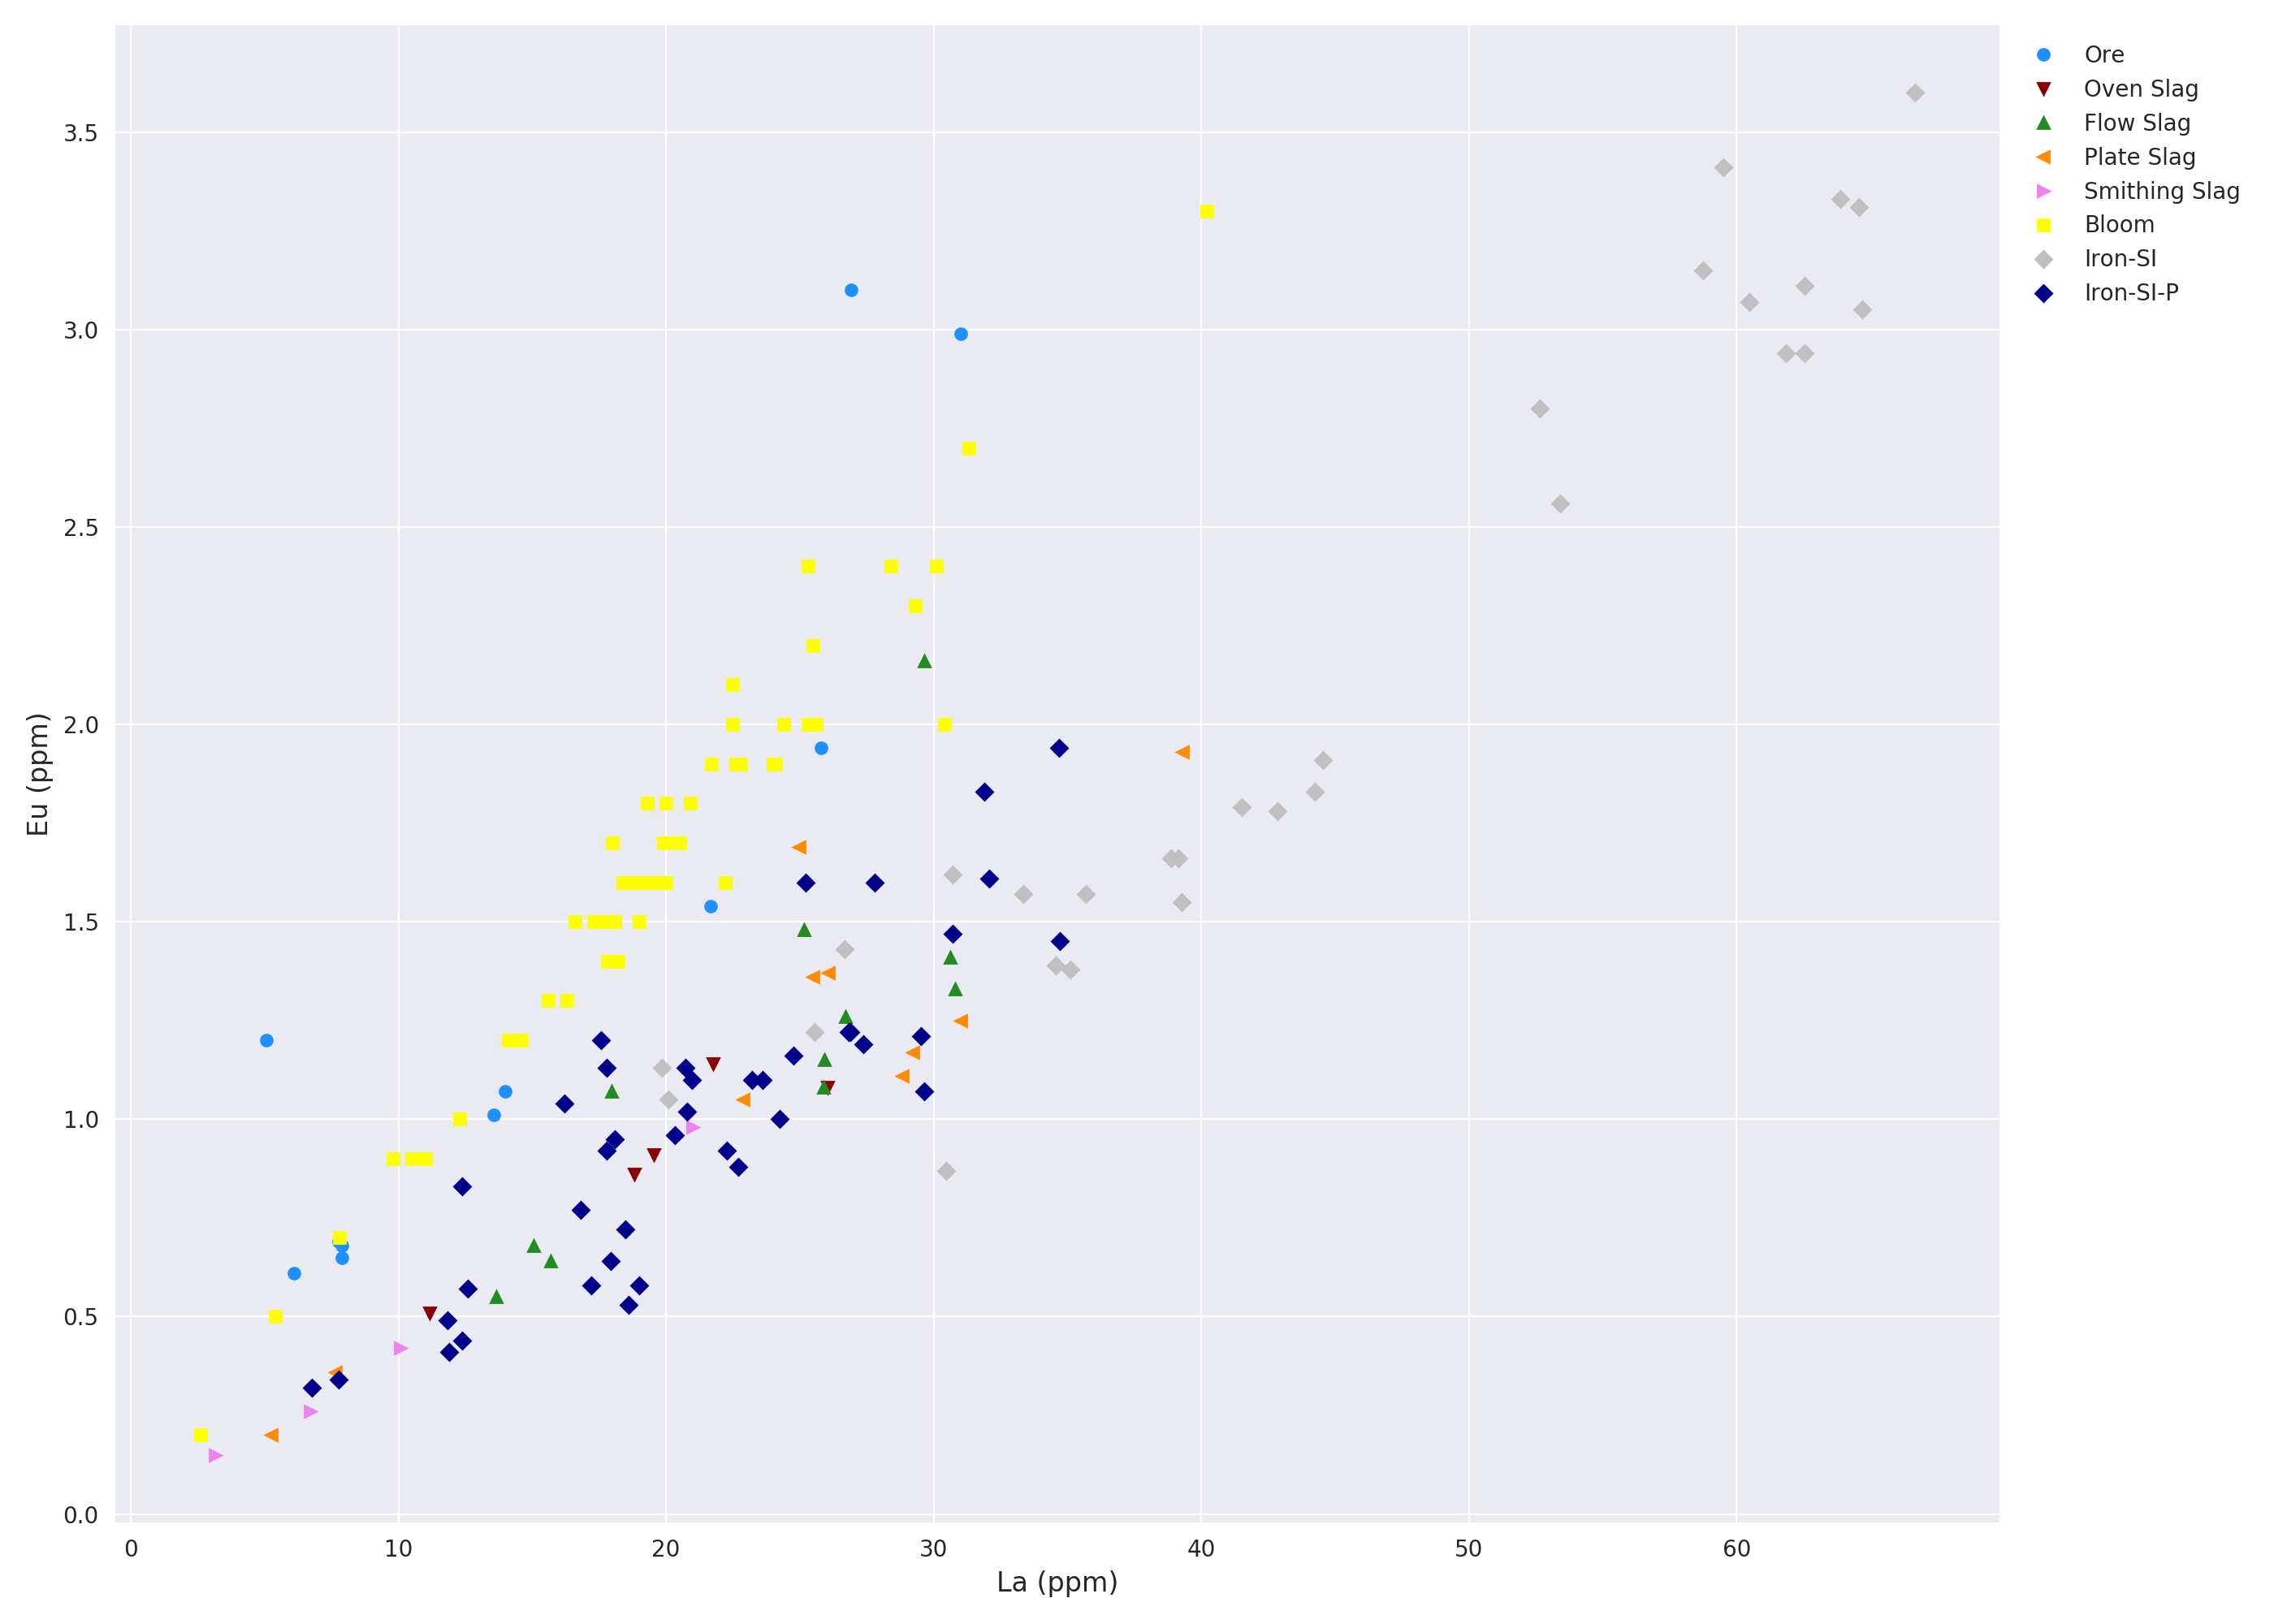 Ore
Oven Slag
Flow Slag
Plate Slag
Smithing Slag
Bloom
Iron-SI
Iron-SI-P
3.5
3.0
2.5
2.0
1.5
1.0
0.5
0.0
Eu (ppm)
0 10 20 30 40 50 60
La (ppm)